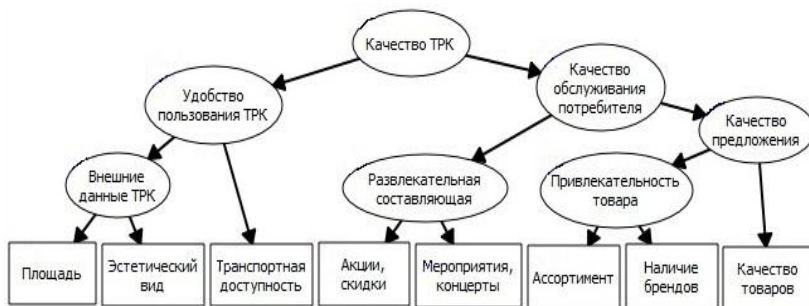 Качество ТРК
Удобство
пользования ТРК
Качество
обслуживания
потребителя
Качество
предложения
Внешние
данные ТРК
Развлекательная
составляющая
Привлекательность
товара
Площадь
Эстетический
вид
Транспортная
доступность
Акции,
скидки
Мероприятия,
концерты
Ассортимент
Наличие
брендов
Качество
товаров